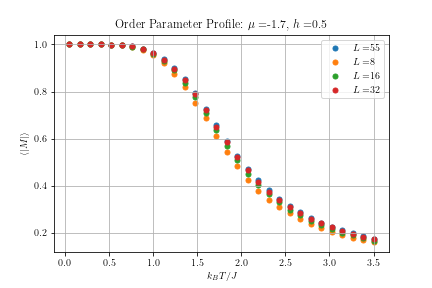 Order Parameter Profile: μ =-1.7, h =0.5
⟨|M|⟩
1.0
0.8
0.6
0.4
0.2
L =55
L =8
L =16
L =32
0.0 0.5 1.0 1.5 2.0 2.5 3.0 3.5
k_BT/J